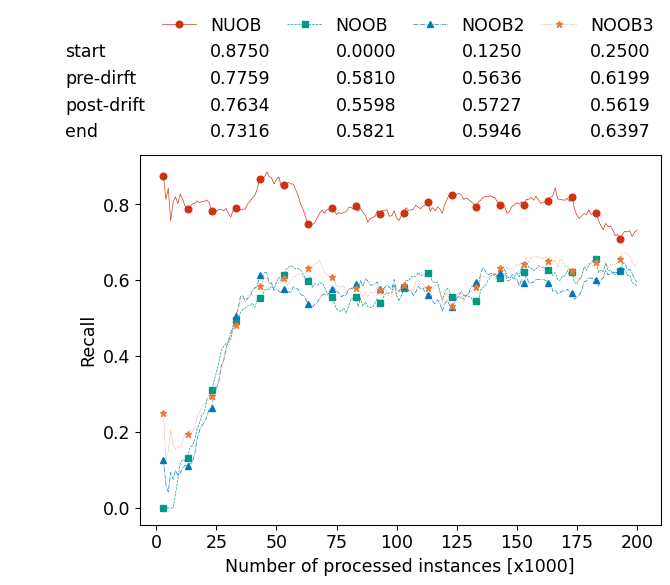 NUOB NOOB NOOB2 NOOB3
start 0.8750 0.0000 0.1250 0.2500
pre-dirft 0.7759 0.5810 0.5636 0.6199
post-drift 0.7634 0.5598 0.5727 0.5619
end 0.7316 0.5821 0.5946 0.6397
0.8
0.6
0.4
0.2
0.0
Recall
0 25 50 75 100 125 150 175 200
Number of processed instances [x1000]